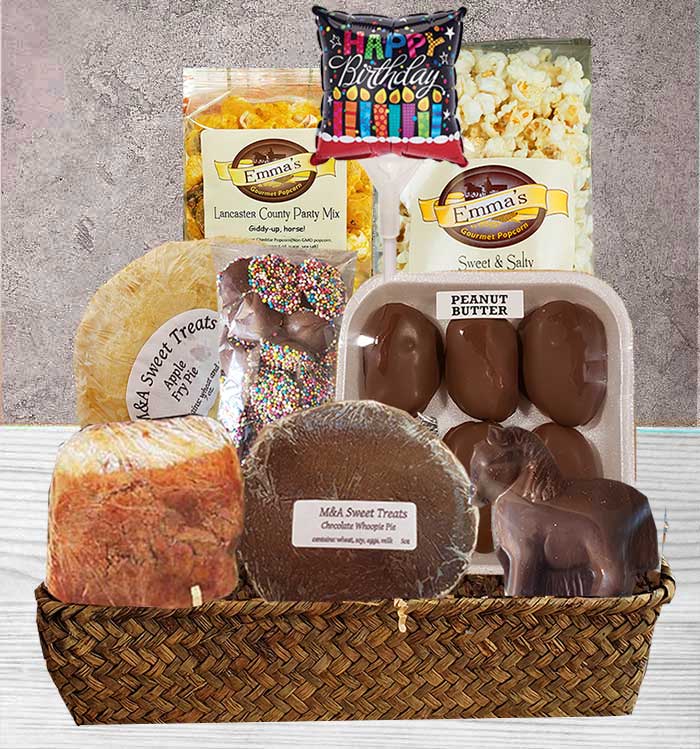 HAPPY
Birthday
Emma's
Gourmet Popcorn
Lancaster County Party Mix
Giddy-up, horse!
Emma's
Gourmet Popcorn
Sweet & Salty
PEANUT
BUTTER
M&A Sweet Treats
Apple
Fry Pie
M&A Sweet Treats
Chocolate Whoopie Pie
contains: wheat, soy, eggs, milk 5oz